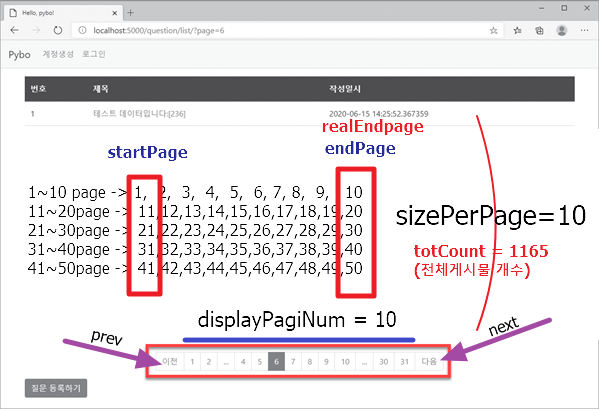 Hello, pybo!
localhost:5000/question/list/?page=6
Pybo 계정생성 로그인
번호 제목 작성일시
1 테스트 데이터입니다:[236] 2020-06-15 14:25:52.367359
realEndpage
startPage endPage
1~10 page -> 1, 2, 3, 4, 5, 6, 7, 8, 9, 10
11~20page -> 11,12,13,14,15,16,17,18,19,20
21~30page -> 21,22,23,24,25,26,27,28,29,30
31~40page -> 31,32,33,34,35,36,37,38,39,40
41~50page -> 41,42,43,44,45,46,47,48,49,50
sizePerPage=10
totCount = 1165
(전체게시물 개수)
displayPagiNum = 10
prev next
이전 1 2 ... 4 5 6 7 8 9 10 ... 30 31 다음
질문 등록하기